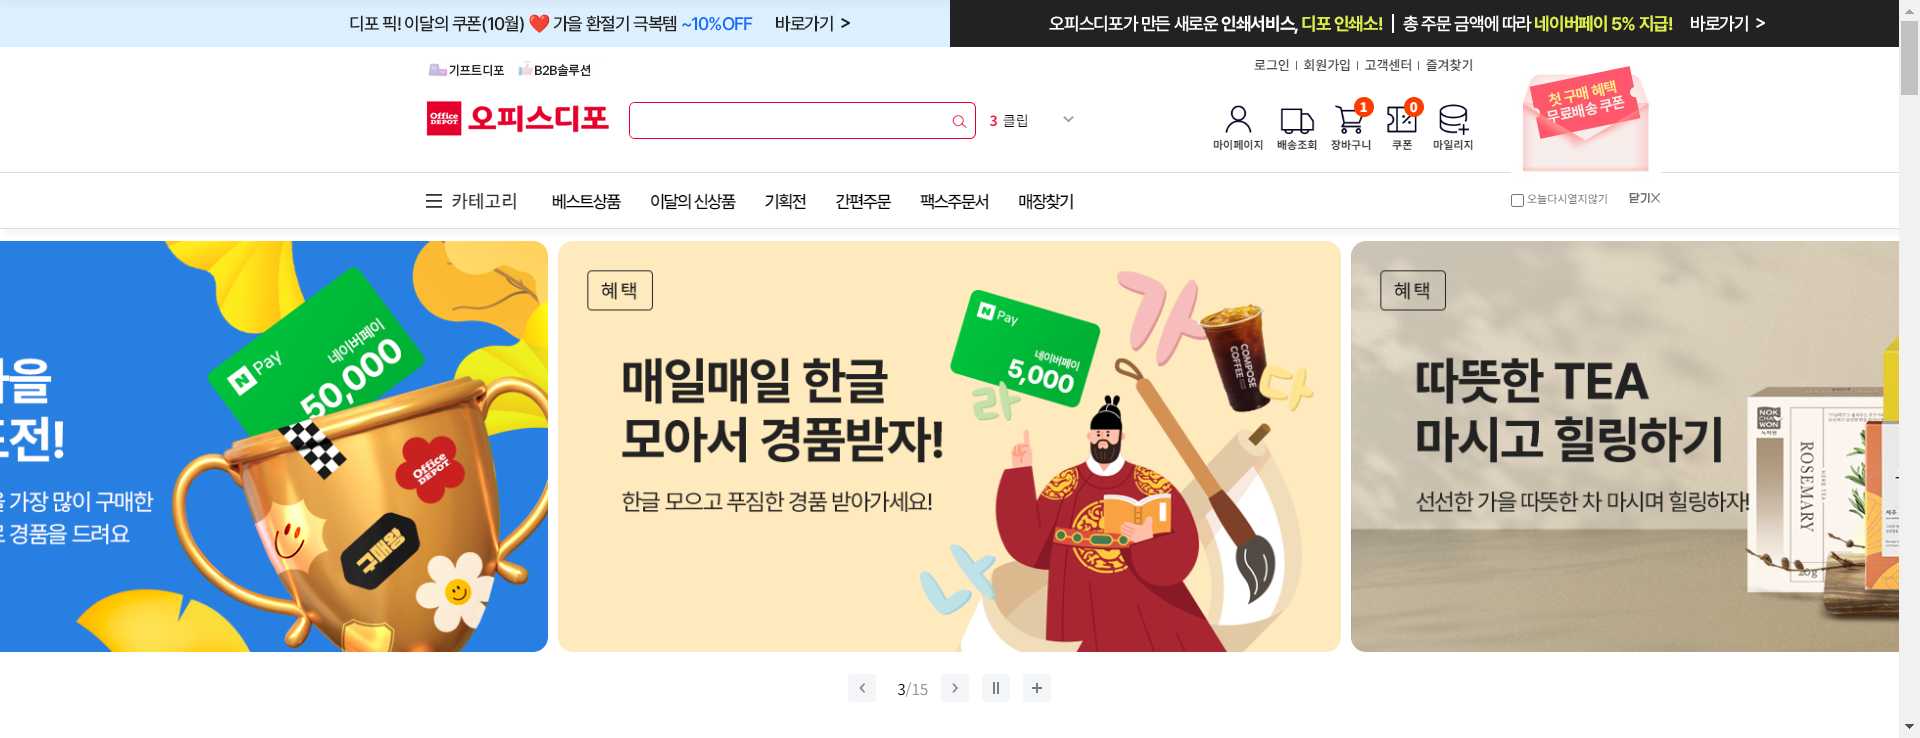 디포 픽! 이달의 쿠폰(10월) ❤️ 가을 환절기 극복템 ~10%OFF 바로가기 >
오피스디포가 만든 새로운 인쇄서비스, 디포 인쇄소! | 총 주문 금액에 따라 네이버페이 5% 지급! 바로가기 >
기프트디포 B2B솔루션
로그인 | 회원가입 | 고객센터 | 즐겨찾기
Office DEPOT 오피스디포
3 클립
1
0
마이페이지 배송조회 장바구니 쿠폰 마일리지
첫 구매 혜택
무료배송 쿠폰
카테고리 베스트상품 이달의 신상품 기획전 간편주문 팩스주문서 매장찾기
오늘다시열지않기 닫기X
전!
가장 많이 구매한
경품을 드려요
N Pay
네이버페이
50,000
Office
DEPOT
구매왕
혜택
매일매일 한글
모아서 경품받자!
한글 모으고 푸짐한 경품 받아가세요!
N Pay
네이버페이
5,000
가
나
다
라
COMPOSE
COFFEE
혜택
따뜻한 TEA
마시고 힐링하기
선선한 가을 따뜻한 차 마시며 힐링하자!
NOK
CHA
WON
ROSEMARY
HERB TEA
20g
제주
3/15